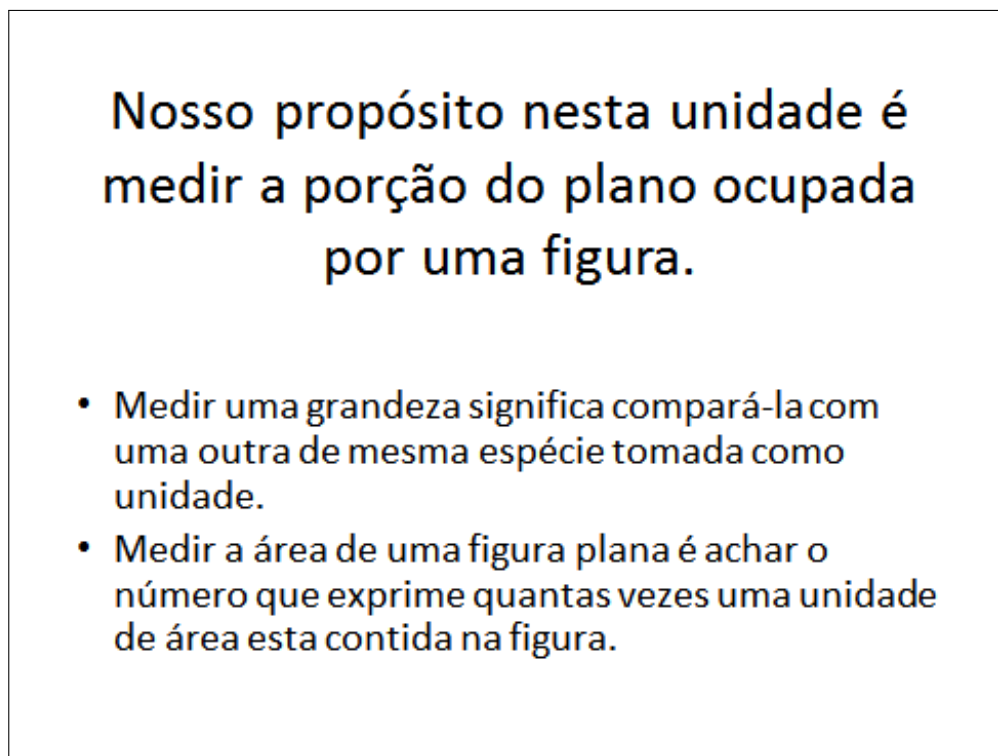 Nosso propósito nesta unidade é
medir a porção do plano ocupada
por uma figura.
• Medir uma grandeza significa compará-la com
uma outra de mesma espécie tomada como
unidade.
• Medir a área de uma figura plana é achar o
número que exprime quantas vezes uma unidade
de área esta contida na figura.